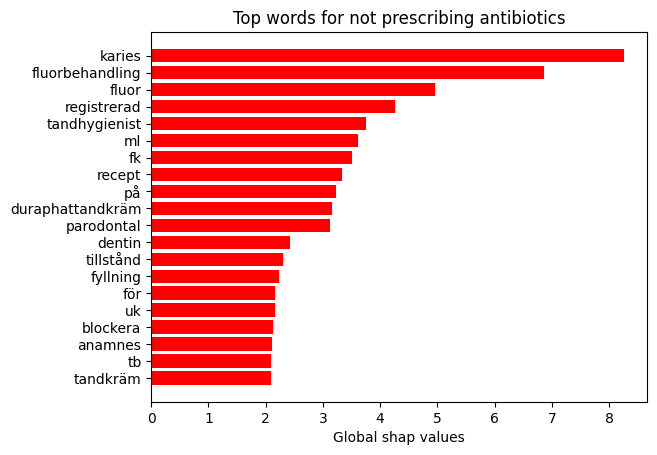 Top words for not prescribing antibiotics
karies
fluorbehandling
fluor
registrerad
tandhygienist
ml
fk
recept
på
duraphattandkräm
parodontal
dentin
tillstånd
fyllning
för
uk
blockera
anamnes
tb
tandkräm
0 1 2 3 4 5 6 7 8
Global shap values